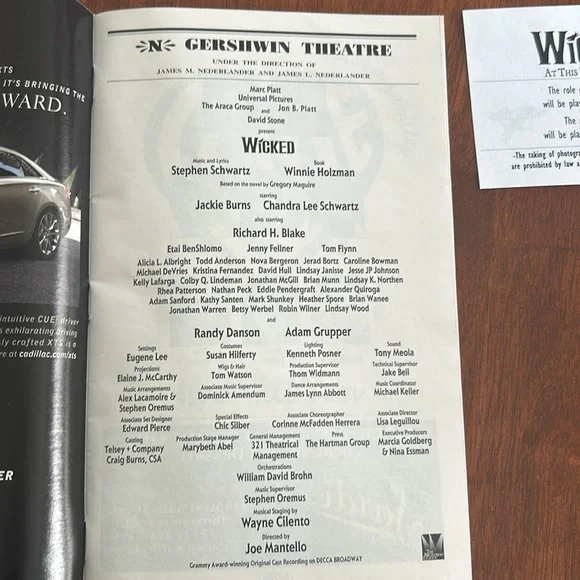 XTS
IT'S BRINGING THE
WARD.
intuitive CUE driver
exhilarating driving
crafted XTS is a
at cadillac.com/xts
ER
N GERSHWIN THEATRE
UNDER THE DIRECTION OF
JAMES M. NEDERLANDER AND JAMES L. NEDERLANDER
Marc Platt
Universal Pictures
The Araca Group and Jon B. Platt
David Stone
present
WICKED
Music and Lyrics Book
Stephen Schwartz Winnie Holzman
Based on the novel by Gregory Maguire
starring
Jackie Burns Chandra Lee Schwartz
also starring
Richard H. Blake
Etai BenShlomo Jenny Fellner Tom Flynn
Alicia L. Albright Todd Anderson Nova Bergeron Jerad Bortz Caroline Bowman
Michael DeVries Kristina Fernandez David Hull Lindsay Janisse Jesse JP Johnson
Kelly Lafarga Colby Q. Lindeman Jonathan McGill Brian Munn Lindsay K. Northen
Rhea Patterson Nathan Peck Eddie Pendergraft Alexander Quiroga
Adam Sanford Kathy Santen Mark Shunkey Heather Spore Brian Wanee
Jonathan Warren Betsy Werbel Robin Wilner Lindsay Wood
and
Randy Danson Adam Grupper
Settings Costumes Lighting Sound
Eugene Lee Susan Hilferty Kenneth Posner Tony Meola
Projections Wigs & Hair Production Supervisor Technical Supervisor
Elaine J. McCarthy Tom Watson Thom Widmann Jake Bell
Music Arrangements Associate Music Supervisor Dance Arrangements Music Coordinator
Alex Lacamoire & Dominick Amendum James Lynn Abbott Michael Keller
Stephen Oremus
Associate Set Designer Special Effects Associate Choreographer Associate Director
Edward Pierce Chic Silber Corinne McFadden Herrera Lisa Leguillou
Casting Production Stage Manager General Management Press Executive Producers
Telsey + Company Marybeth Abel 321 Theatrical The Hartman Group Marcia Goldberg
Craig Burns, CSA Management & Nina Essman
Orchestrations
William David Brohn
Music Supervisor
Stephen Oremus
Musical Staging by
Wayne Cilento
Directed by
Joe Mantello
Grammy Award-winning Original Cast Recording on DECCA BROADWAY
AT THIS
The role
will be
The
will be
-The taking of
are prohibited by law